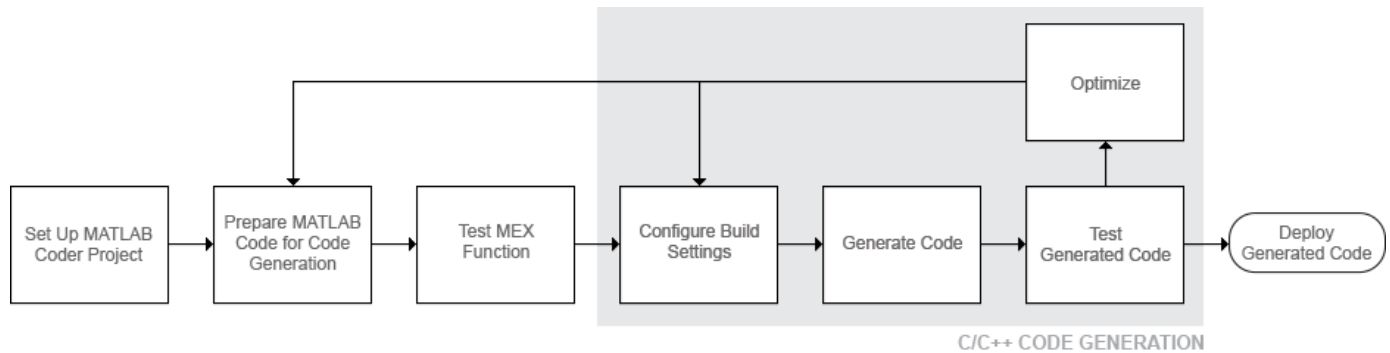 Optimize
Set Up MATLAB
Coder Project
Prepare MATLAB
Code for Code
Generation
Test MEX
Function
Configure Build
Settings
Generate Code
Test
Generated Code
Deploy
Generated Code
C/C++ CODE GENERATION